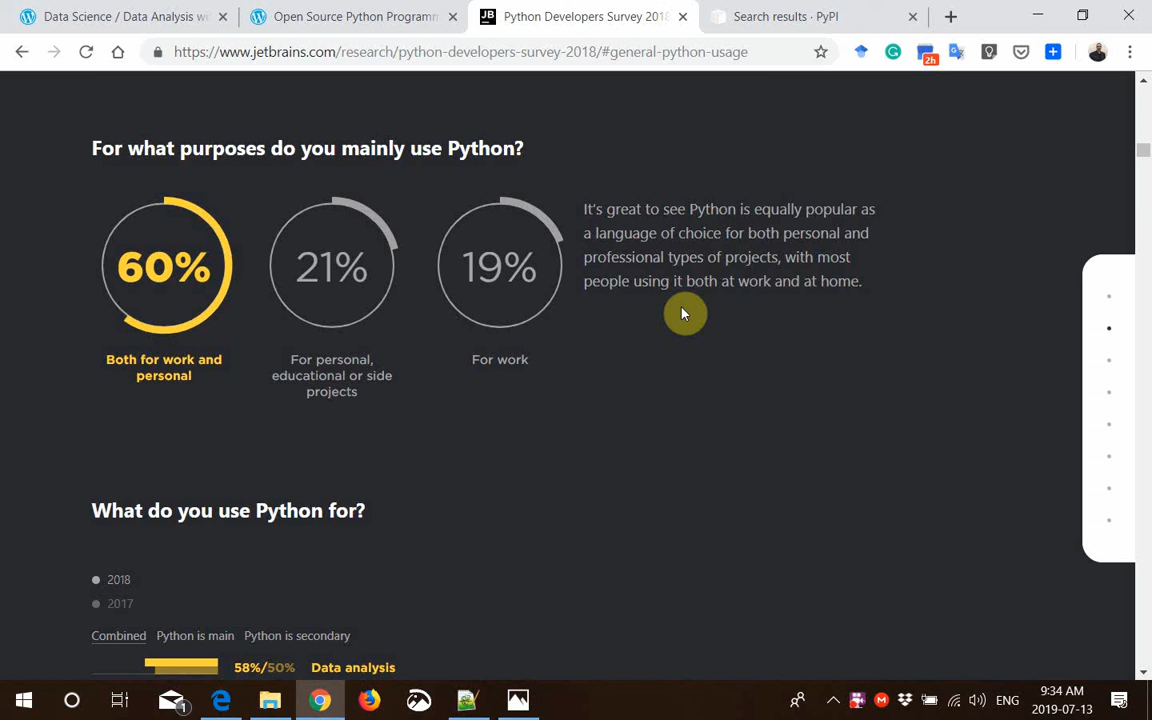 Data Science / Data Analysis wi
Open Source Python Programm
JB
Python Developers Survey 2018
Search results · PyPI
https://www.jetbrains.com/research/python-developers-survey-2018/#general-python-usage
2h
For what purposes do you mainly use Python?
60%
21%
19%
Both for work and
personal
For personal,
educational or side
projects
For work
It's great to see Python is equally popular as
a language of choice for both personal and
professional types of projects, with most
people using it both at work and at home.
What do you use Python for?
2018
2017
Combined Python is main Python is secondary
58%/50% Data analysis
1
ENG
9:34 AM
2019-07-13